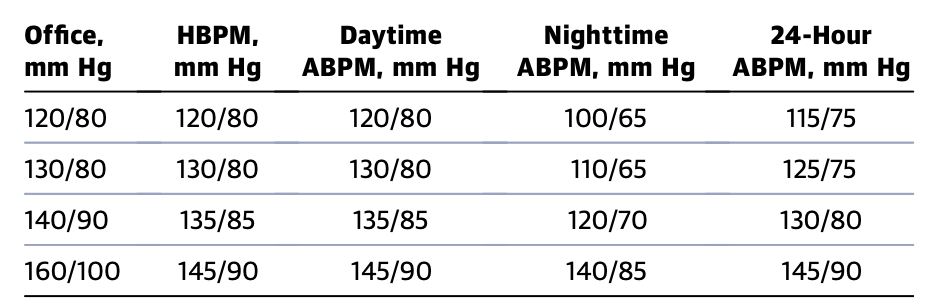 Office, HBPM, Daytime Nighttime 24-Hour
mm Hg mm Hg ABPM, mm Hg ABPM, mm Hg ABPM, mm Hg
120/80 120/80 120/80 100/65 115/75
130/80 130/80 130/80 110/65 125/75
140/90 135/85 135/85 120/70 130/80
160/100 145/90 145/90 140/85 145/90